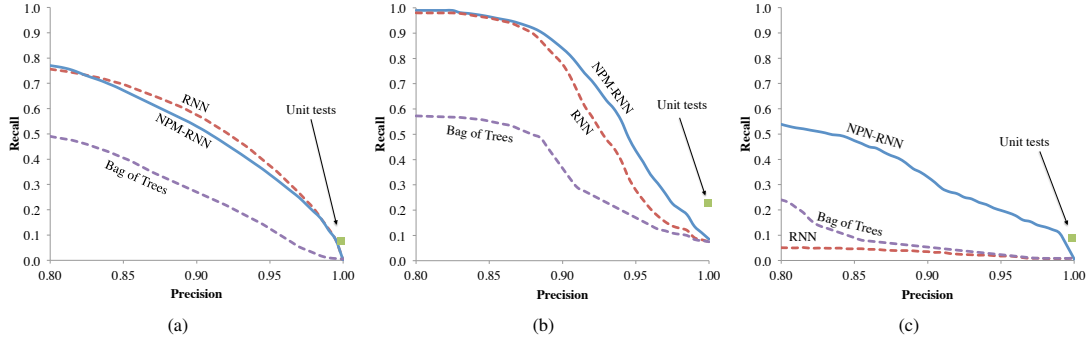 1.0
0.9
0.8
0.7
0.6
0.5
0.4
0.3
0.2
0.1
0.0
Recall
RNN
NPM-RNN
Bag of Trees
Unit tests
0.80 0.85 0.90 0.95 1.00
Precision
(a)
1.0
0.9
0.8
0.7
0.6
0.5
0.4
0.3
0.2
0.1
0.0
Recall
NPM-RNN
RNN
Bag of Trees
Unit tests
0.80 0.85 0.90 0.95 1.00
Precision
(b)
1.0
0.9
0.8
0.7
0.6
0.5
0.4
0.3
0.2
0.1
0.0
Recall
NPN-RNN
Unit tests
Bag of Trees
RNN
0.80 0.85 0.90 0.95 1.00
Precision
(c)